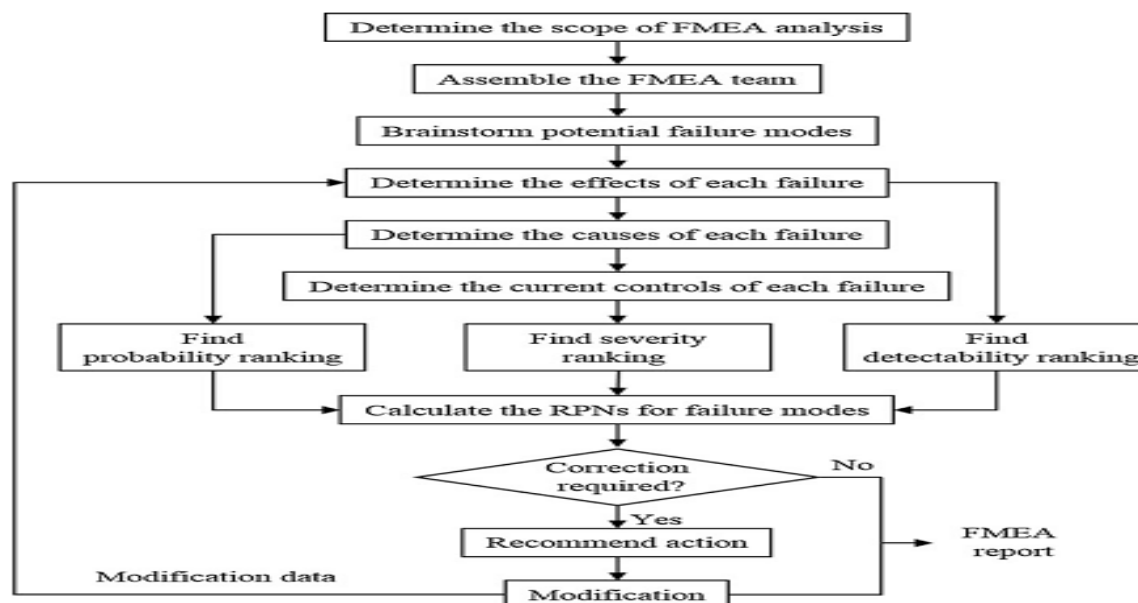 Determine the scope of FMEA analysis
Assemble the FMEA team
Brainstorm potential failure modes
Determine the effects of each failure
Determine the causes of each failure
Determine the current controls of each failure
Find
probability ranking
Find severity
ranking
Find
detectability ranking
Calculate the RPNs for failure modes
Correction
required?
No
Yes
Recommend action
FMEA
report
Modification data
Modification